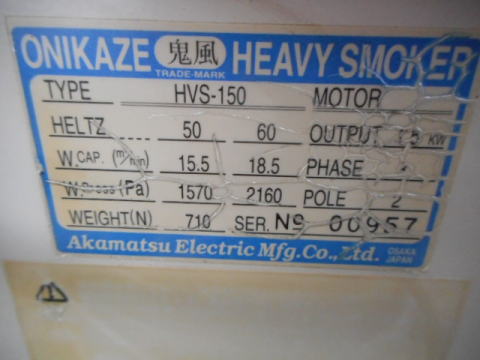 ONIKAZE 鬼風 HEAVY SMOKER
TRADE-MARK
TYPE HVS-150 MOTOR
HELTZ 50 60 OUTPUT KW
W.CAP. (m³/min) 15.5 18.5 PHASE
(Pa) 1570 2160 POLE 2
WEIGHT(N) 710 SER. No 00957
Akamatsu Electric Mfg.Co.,Ltd. OSAKA JAPAN